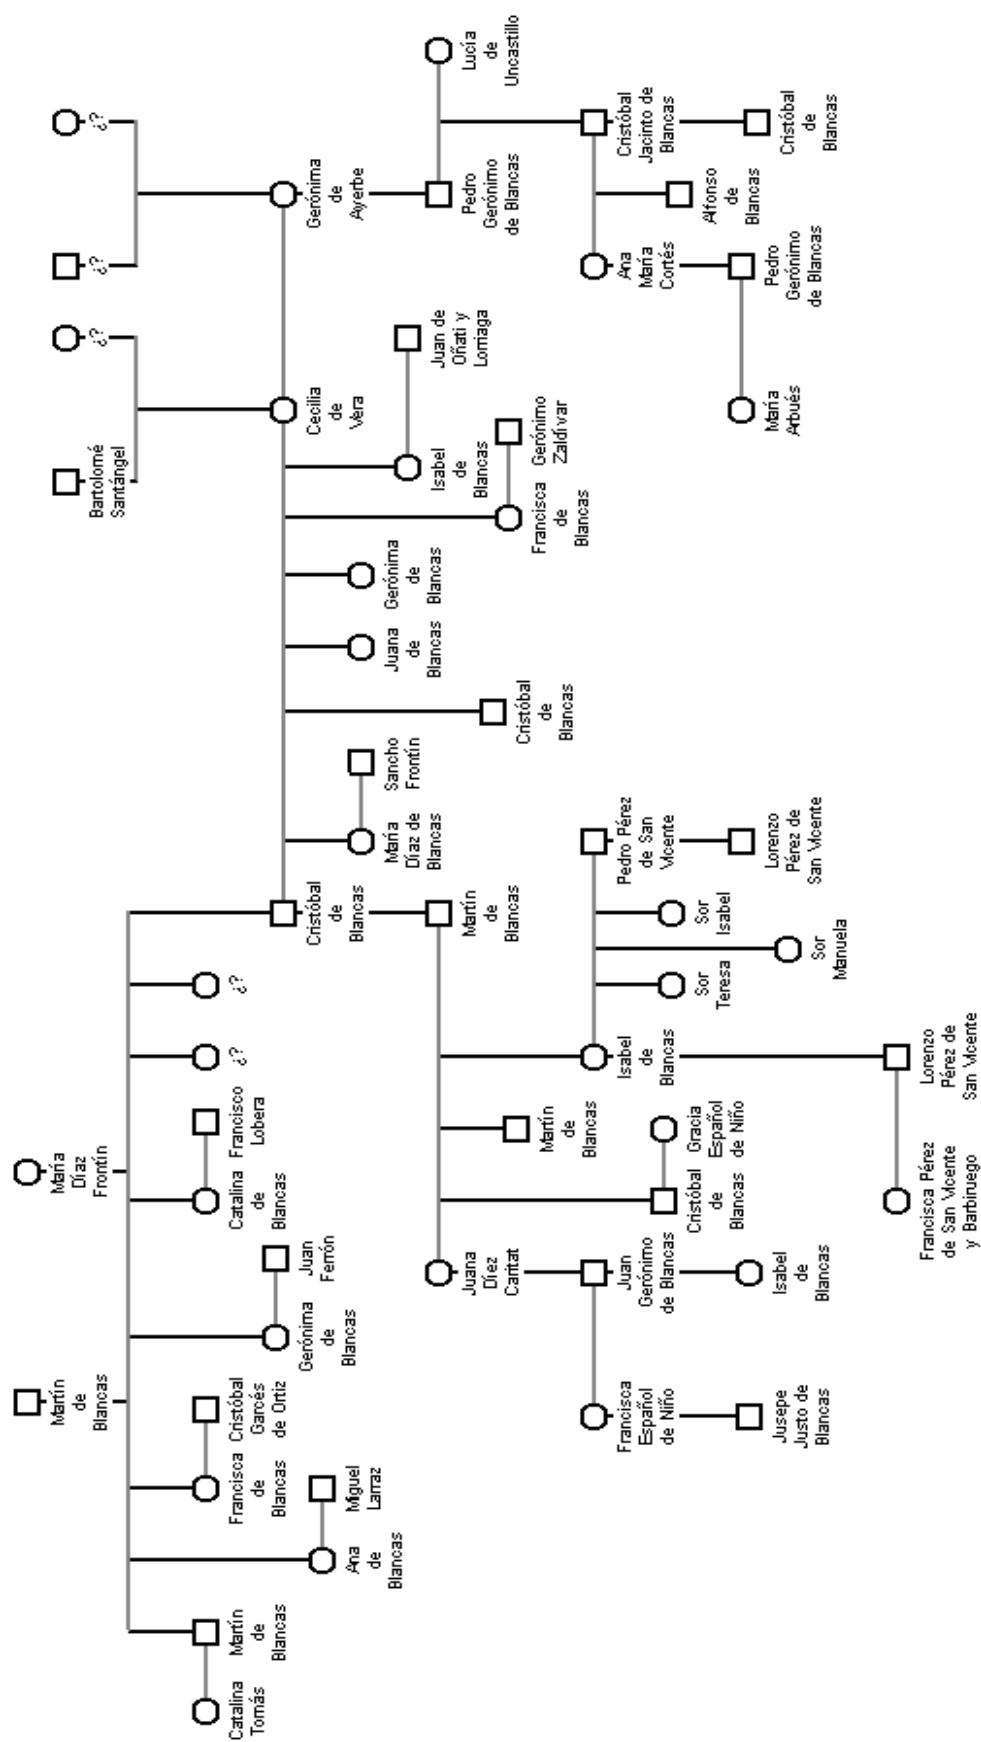 Martín
de
Blancas
María
Díaz
Frontín
Bartolomé
Santángel
¿?
¿?
¿?
Catalina
Tomás
Martín
de
Blancas
Francisca
de
Blancas
Cristóbal
Garcés
de Ortiz
Catalina
de
Blancas
Francisco
Lobera
¿?
¿?
Gerónima
de
Blancas
Juan
Ferrón
Cristóbal
de
Blancas
Cecilia
de
Vera
Gerónima
de
Ayerbe
Ana
de
Blancas
Miguel
Larraz
María
Díaz de
Blancas
Sancho
Frontín
Juana
de
Blancas
Gerónima
de
Blancas
Isabel
de
Blancas
Juan de
Oñati y
Lorriaga
Juana
Díez
Caritat
Martín
de
Blancas
Pedro
Gerónimo
de Blancas
Lucía
de
Uncastillo
Cristóbal
de
Blancas
Francisca
de
Blancas
Gerónimo
Zaldívar
Martín
de
Blancas
Francisca
Español
de Niño
Juan
Gerónimo
de Blancas
Isabel
de
Blancas
Pedro Pérez
de San
Vicente
Ana
María
Cortés
Cristóbal
Jacinto de
Blancas
Cristóbal
de
Blancas
Gracia
Español
de Niño
Sor
Teresa
Sor
Isabel
Alfonso
de
Blancas
Jusepe
Justo de
Blancas
Isabel
de
Blancas
Lorenzo
Pérez de
San Vicente
María
Arbués
Pedro
Gerónimo
de Blancas
Cristóbal
de
Blancas
Sor
Manuela
Francisca Pérez
de San Vicente
y Barbiruego
Lorenzo
Pérez de
San Vicente